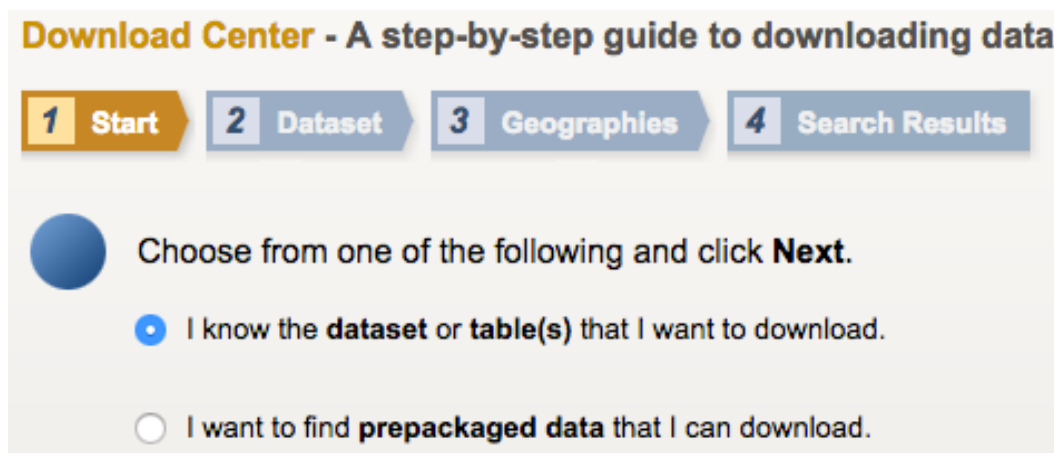 Download Center - A step-by-step guide to downloading data
1 Start 2 Dataset 3 Geographies 4 Search Results
Choose from one of the following and click Next.
I know the dataset or table(s) that I want to download.
I want to find prepackaged data that I can download.